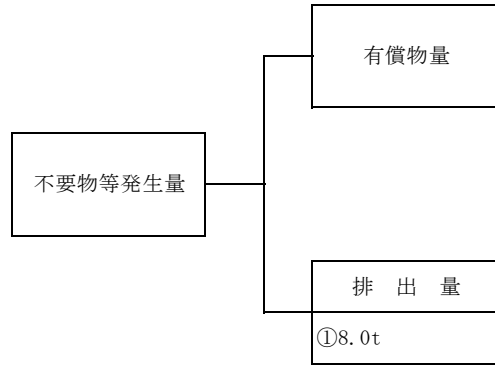 有償物量
不要物等発生量
排 出 量
①8.0t